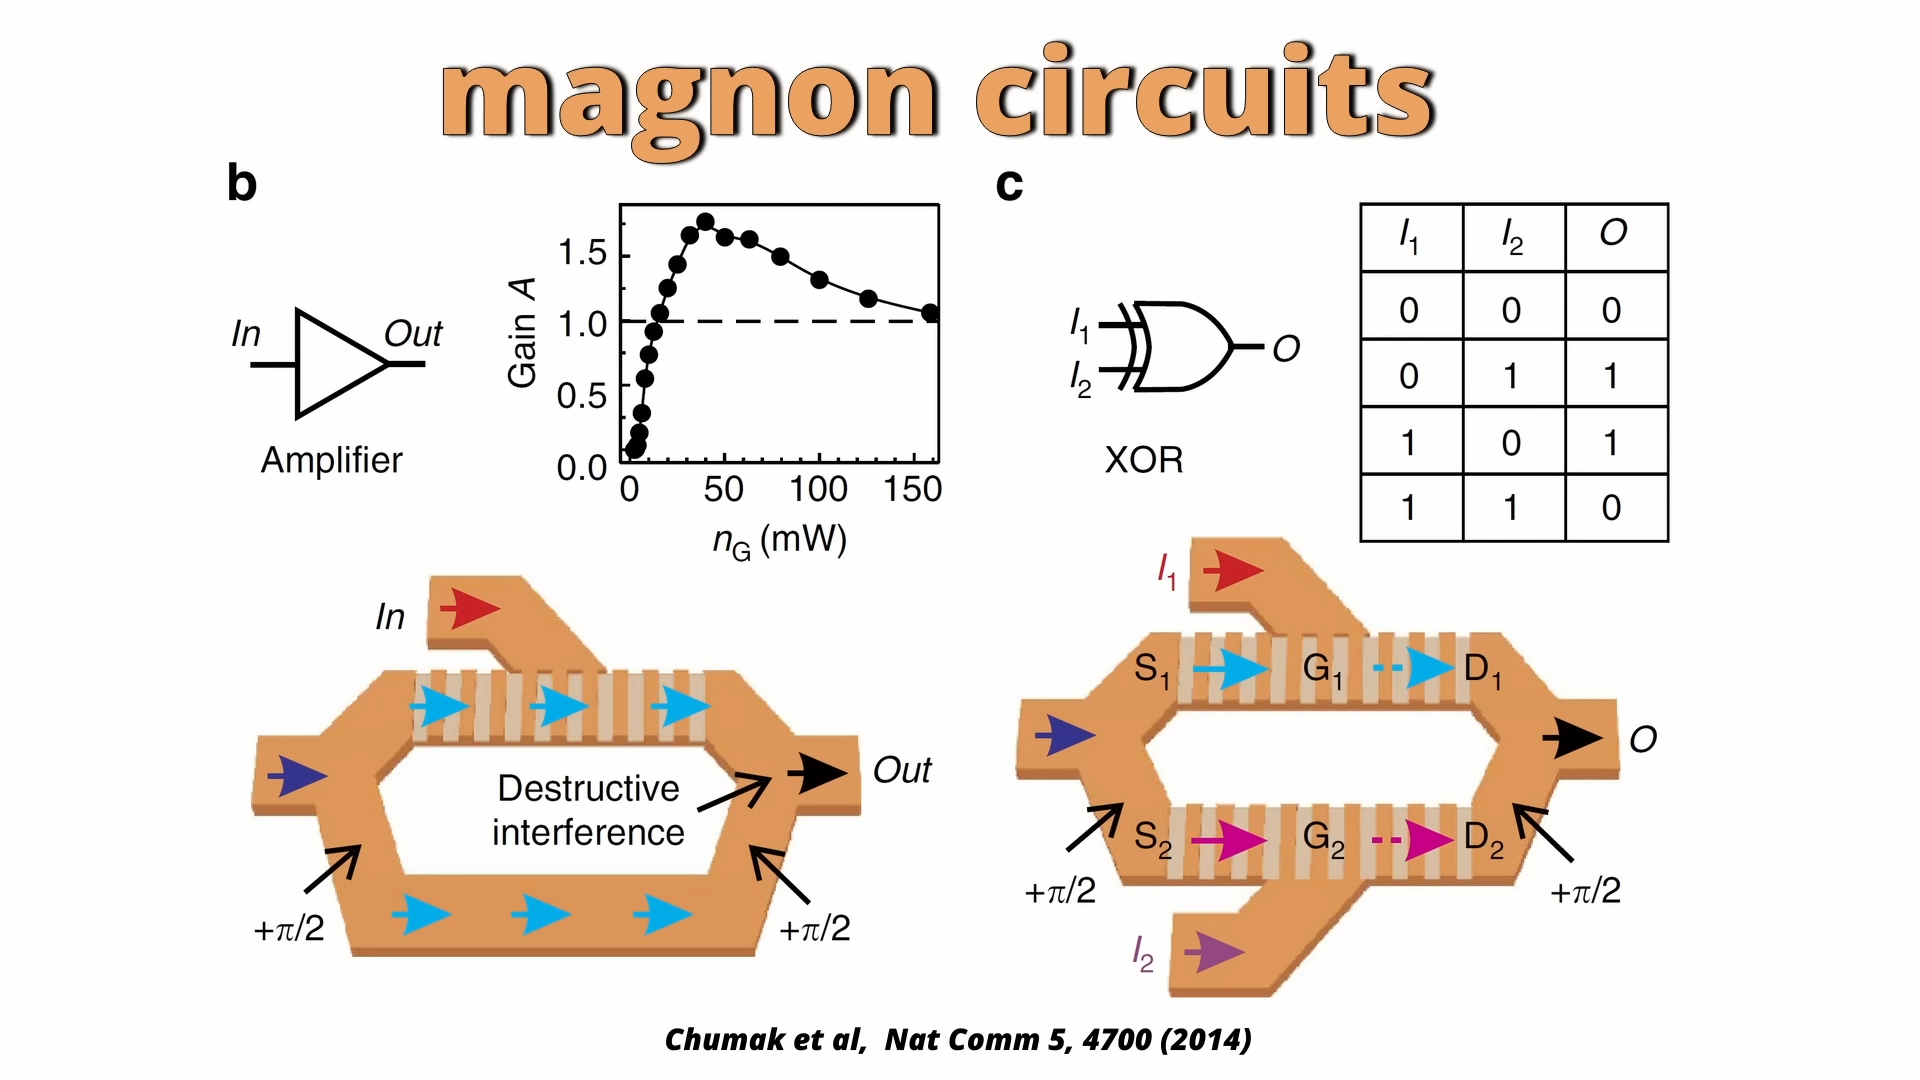 magnon circuits
b
In
Out
Amplifier
Gain A
1.5
1.0
0.5
0.0
0 50 100 150
nG (mW)
In
Destructive
interference
Out
+π/2
+π/2
c
I1
I2
O
XOR
I1 I2 O
0 0 0
0 1 1
1 0 1
1 1 0
I1
S1 G1 D1
O
S2 G2 D2
+π/2
+π/2
I2
Chumak et al, Nat Comm 5, 4700 (2014)